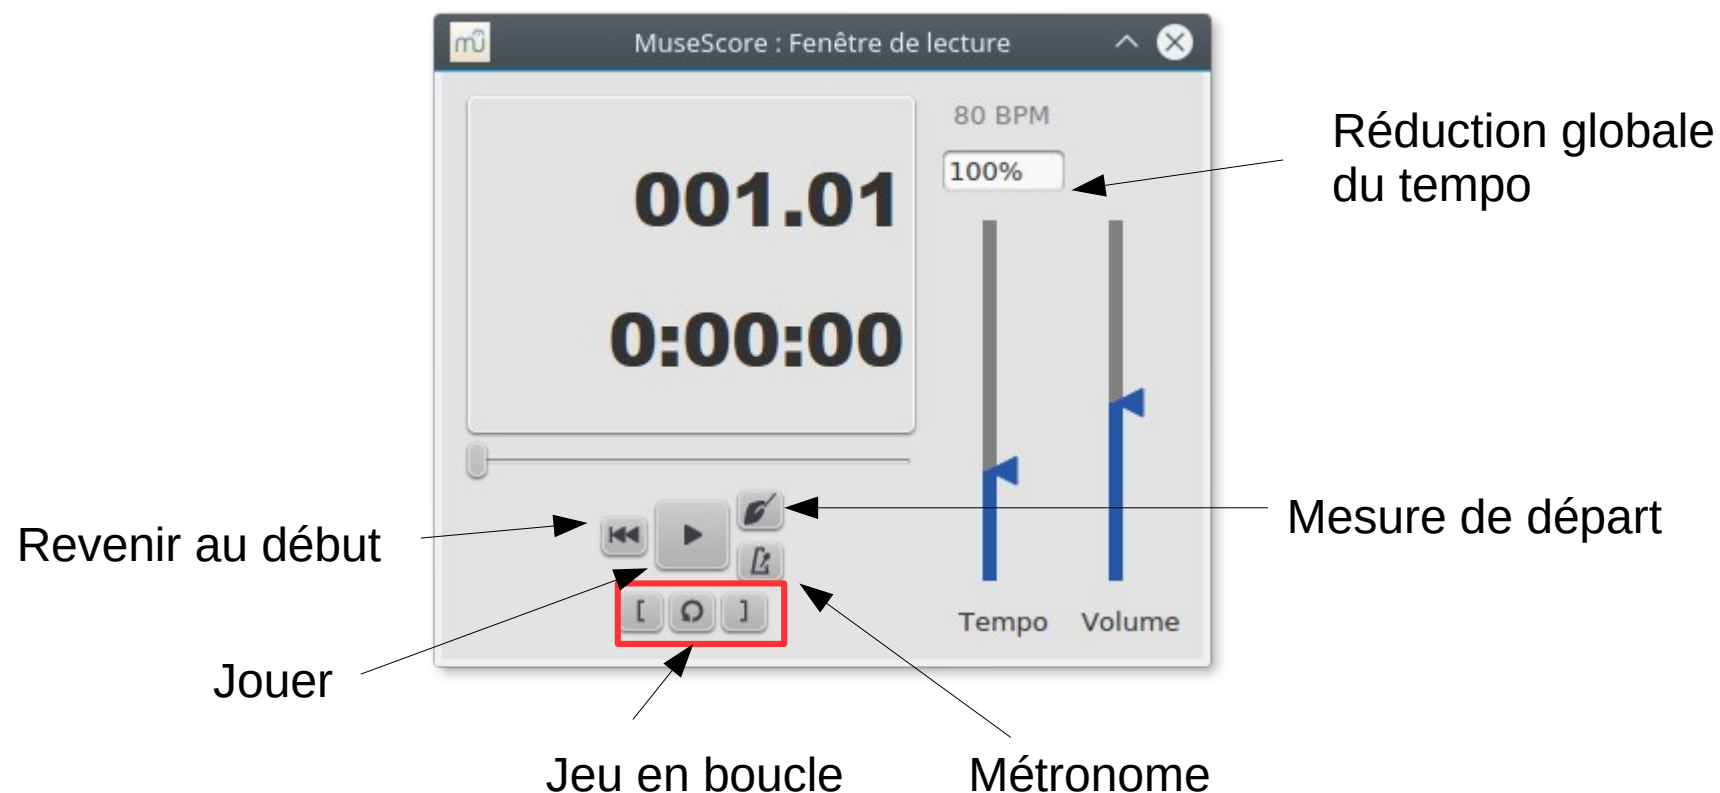 mü
MuseScore : Fenêtre de lecture
80 BPM
100%
Réduction globale
du tempo
001.01
0:00:00
Revenir au début
Mesure de départ
[
]
Tempo
Volume
Jouer
Jeu en boucle
Métronome